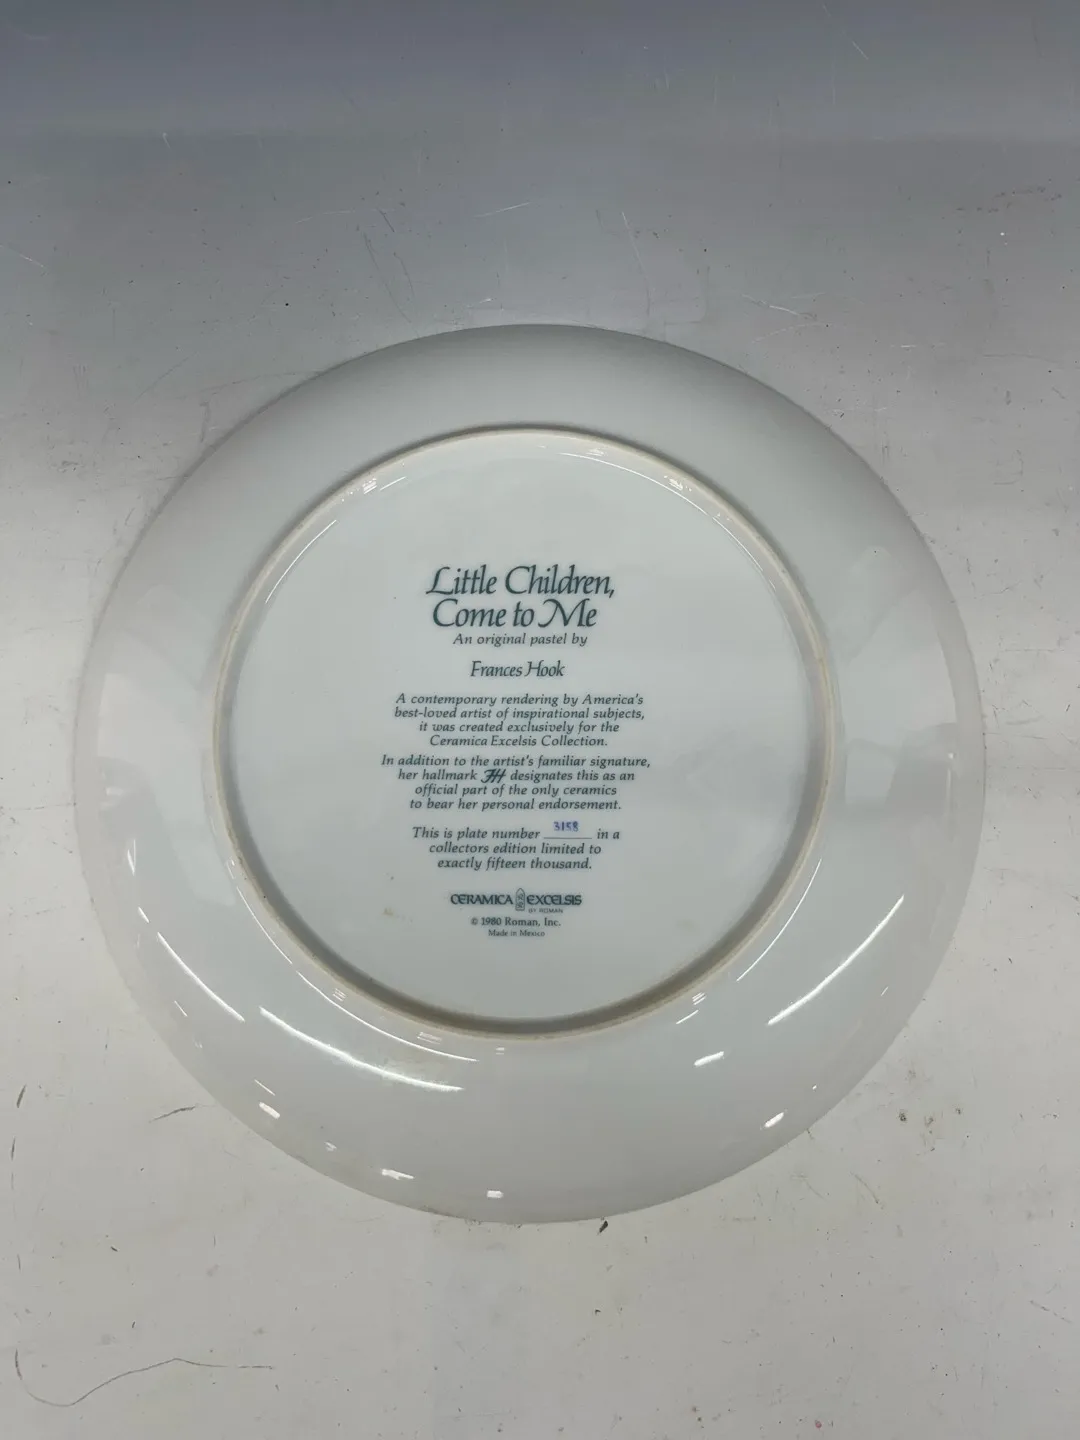 Little Children,
Come to Me
An original pastel by
Frances Hook
A contemporary rendering by America's
best-loved artist of inspirational subjects,
it was created exclusively for the
Ceramica Excelsis Collection.
In addition to the artist's familiar signature,
her hallmark FH designates this as an
official part of the only ceramics
to bear her personal endorsement.
This is plate number 3158 in a
collectors edition limited to
exactly fifteen thousand.
CERAMICA EXCELSIS
BY ROMAN
© 1980 Roman, Inc.
Made in Mexico